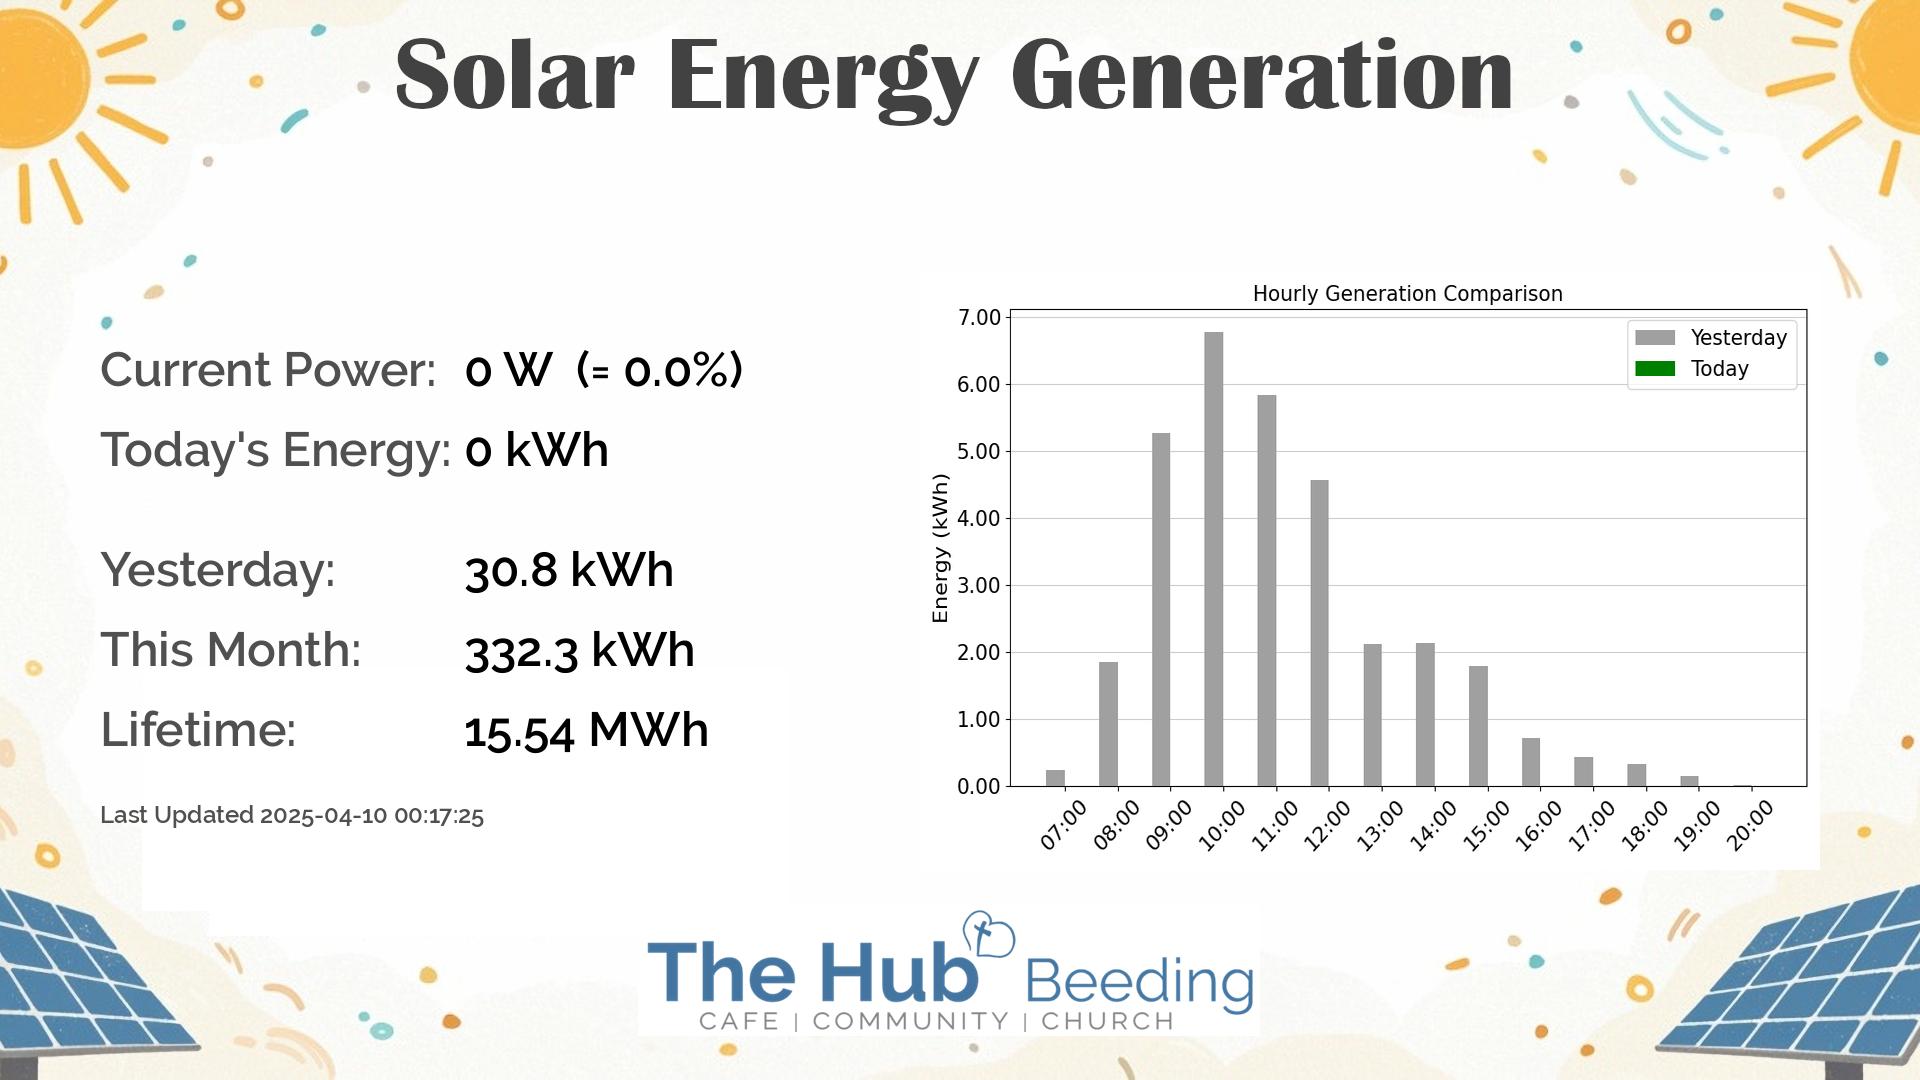 Solar Energy Generation
Current Power: 0 W (= 0.0%)
Today's Energy: 0 kWh
Yesterday: 30.8 kWh
This Month: 332.3 kWh
Lifetime: 15.54 MWh
Last Updated 2025-04-10 00:17:25
Hourly Generation Comparison
Yesterday
Today
Energy (kWh)
7.00
6.00
5.00
4.00
3.00
2.00
1.00
0.00
07:00 08:00 09:00 10:00 11:00 12:00 13:00 14:00 15:00 16:00 17:00 18:00 19:00 20:00
The Hub Beeding
CAFE | COMMUNITY | CHURCH